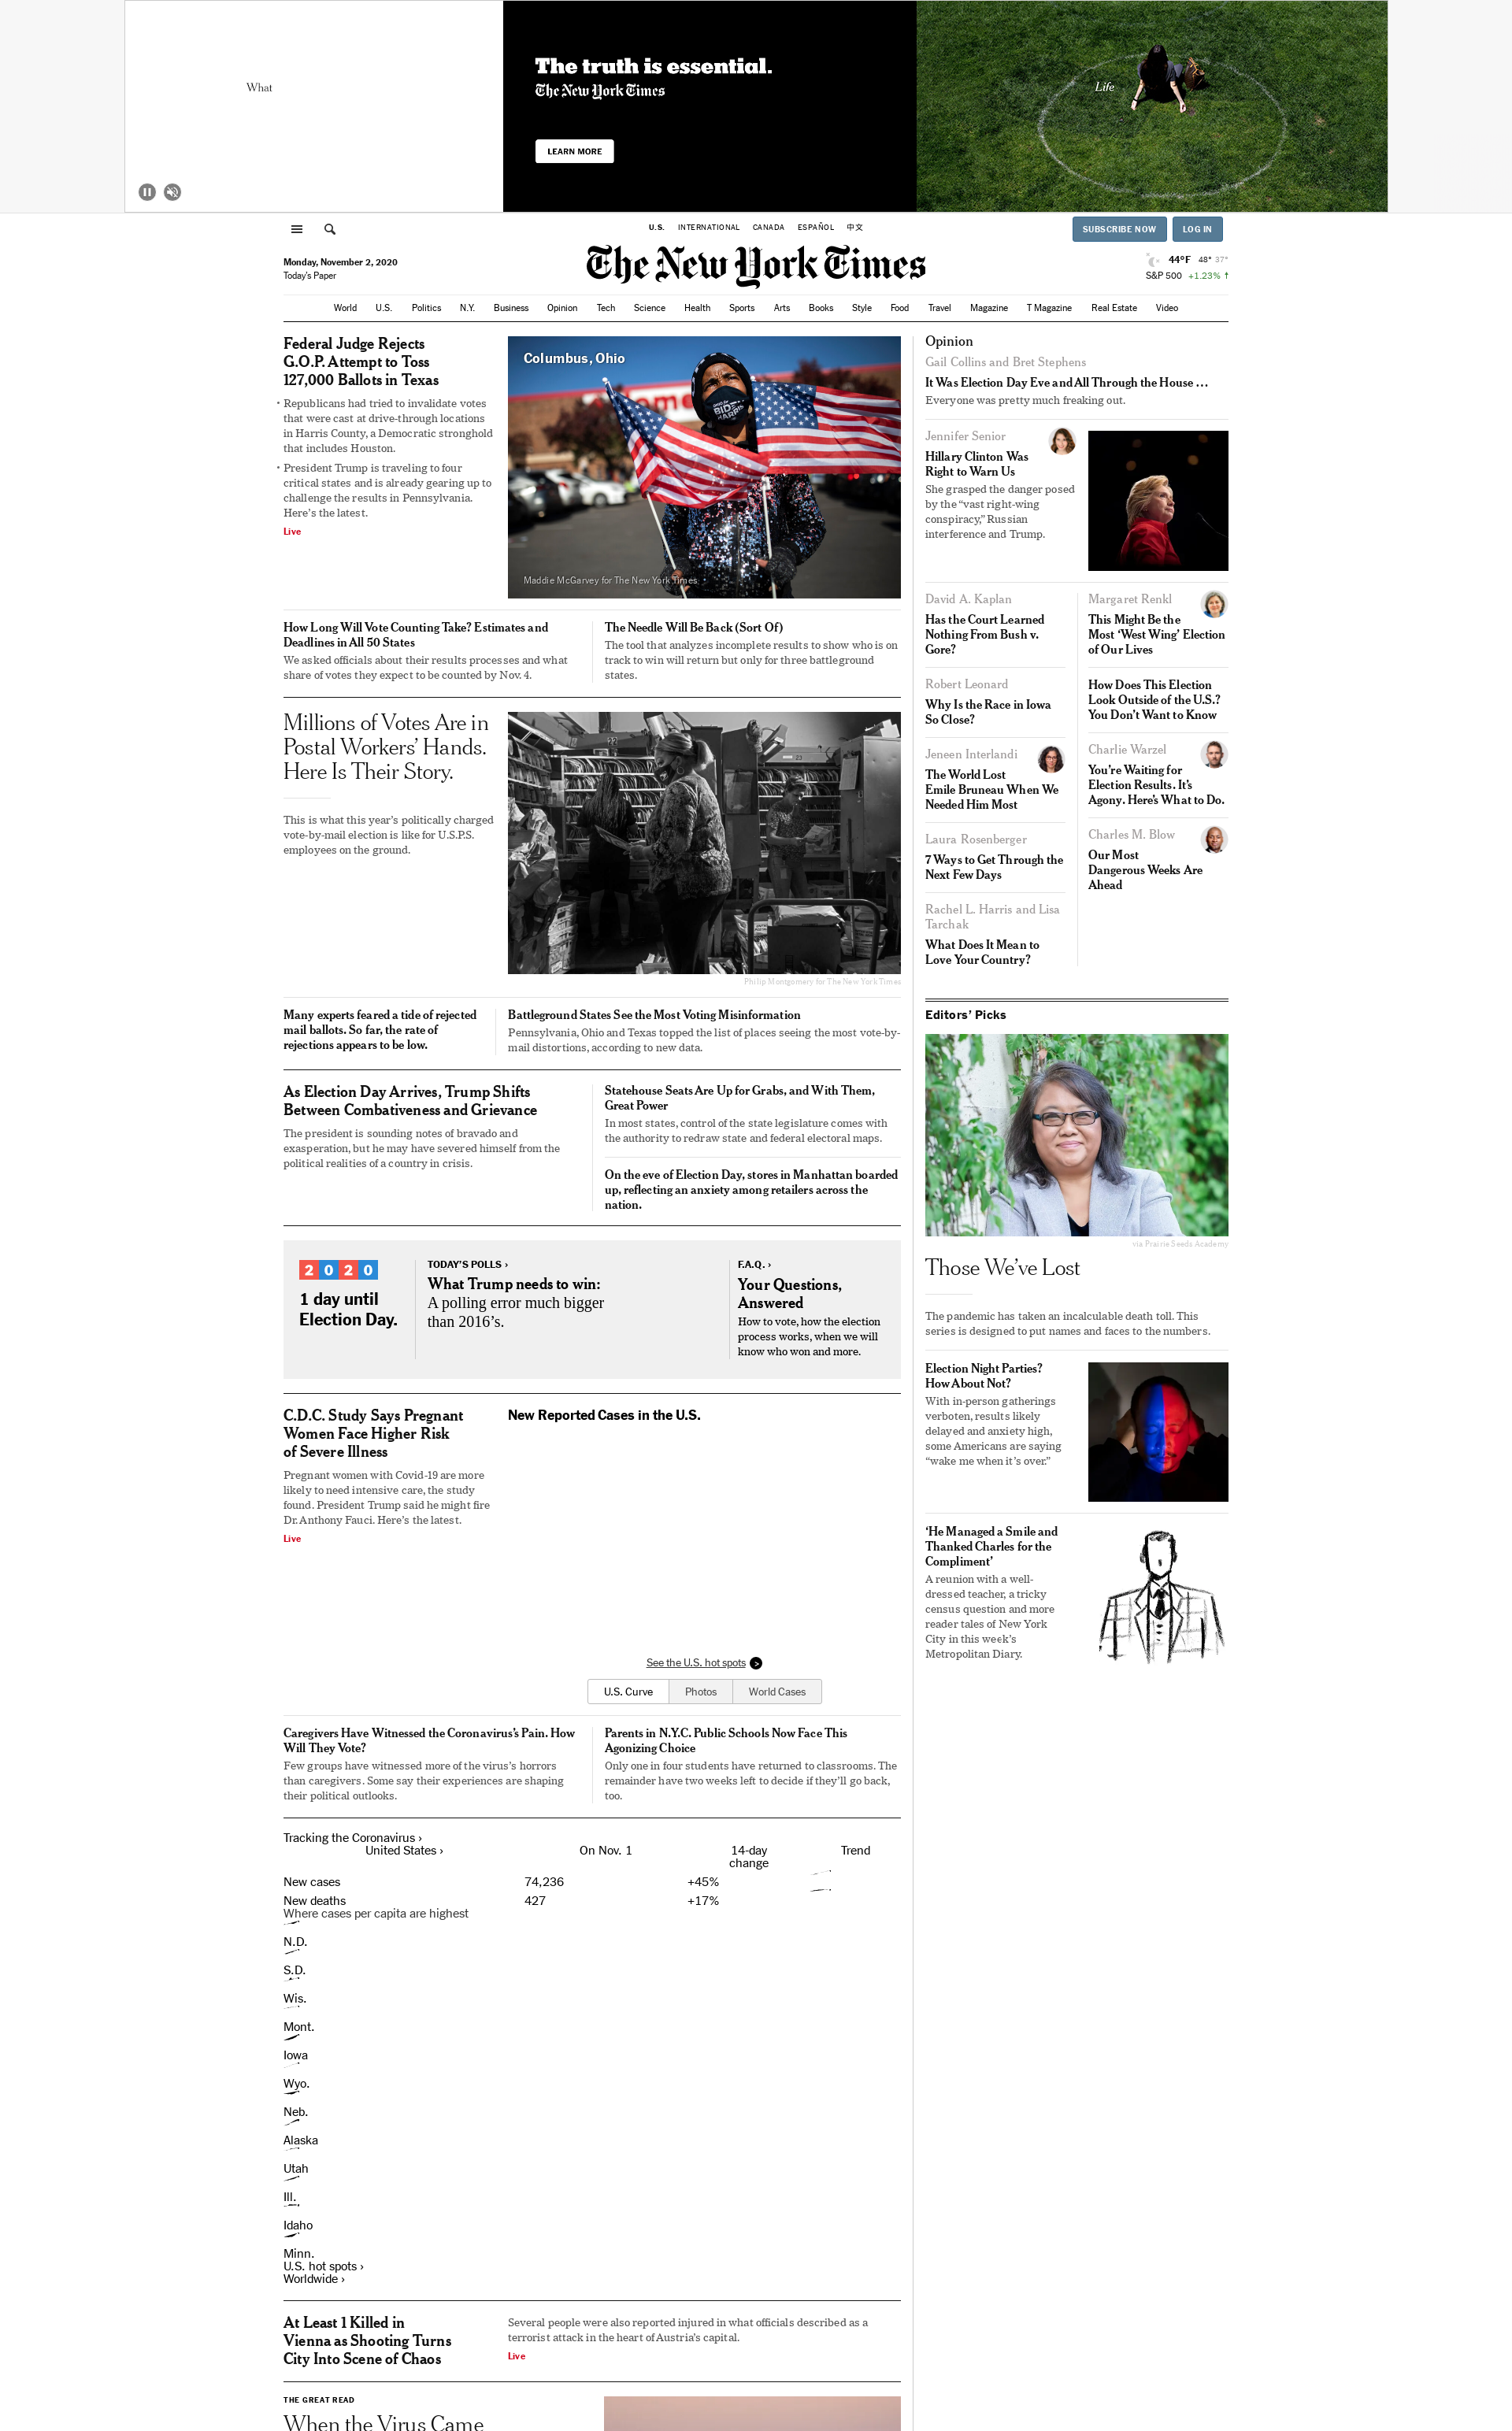 What
The truth is essential.
The New York Times
LEARN MORE
Life
U.S. INTERNATIONAL CANADA ESPAÑOL 中文
SUBSCRIBE NOW LOG IN
Monday, November 2, 2020
Today's Paper
The New York Times
44°F 48° 37°
S&P 500 +1.23% ↑
World U.S. Politics N.Y. Business Opinion Tech Science Health Sports Arts Books Style Food Travel Magazine T Magazine Real Estate Video
Federal Judge Rejects
G.O.P. Attempt to Toss
127,000 Ballots in Texas
• Republicans had tried to invalidate votes
that were cast at drive-through locations
in Harris County, a Democratic stronghold
that includes Houston.
• President Trump is traveling to four
critical states and is already gearing up to
challenge the results in Pennsylvania.
Here's the latest.
Live
Columbus, Ohio
BIDEN
HARRIS
Maddie McGarvey for The New York Times
How Long Will Vote Counting Take? Estimates and
Deadlines in All 50 States
We asked officials about their results processes and what
share of votes they expect to be counted by Nov. 4.
The Needle Will Be Back (Sort Of)
The tool that analyzes incomplete results to show who is on
track to win will return but only for three battleground
states.
Millions of Votes Are in
Postal Workers' Hands.
Here Is Their Story.
This is what this year's politically charged
vote-by-mail election is like for U.S.P.S.
employees on the ground.
Philip Montgomery for The New York Times
Many experts feared a tide of rejected
mail ballots. So far, the rate of
rejections appears to be low.
Battleground States See the Most Voting Misinformation
Pennsylvania, Ohio and Texas topped the list of places seeing the most vote-by-
mail distortions, according to new data.
As Election Day Arrives, Trump Shifts
Between Combativeness and Grievance
The president is sounding notes of bravado and
exasperation, but he may have severed himself from the
political realities of a country in crisis.
Statehouse Seats Are Up for Grabs, and With Them,
Great Power
In most states, control of the state legislature comes with
the authority to redraw state and federal electoral maps.
On the eve of Election Day, stores in Manhattan boarded
up, reflecting an anxiety among retailers across the
nation.
2020
1 day until
Election Day.
TODAY'S POLLS ›
What Trump needs to win:
A polling error much bigger
than 2016's.
F.A.Q. ›
Your Questions,
Answered
How to vote, how the election
process works, when we will
know who won and more.
C.D.C. Study Says Pregnant
Women Face Higher Risk
of Severe Illness
Pregnant women with Covid-19 are more
likely to need intensive care, the study
found. President Trump said he might fire
Dr. Anthony Fauci. Here's the latest.
Live
New Reported Cases in the U.S.
See the U.S. hot spots
U.S. Curve Photos World Cases
Caregivers Have Witnessed the Coronavirus's Pain. How
Will They Vote?
Few groups have witnessed more of the virus's horrors
than caregivers. Some say their experiences are shaping
their political outlooks.
Parents in N.Y.C. Public Schools Now Face This
Agonizing Choice
Only one in four students have returned to classrooms. The
remainder have two weeks left to decide if they'll go back,
too.
Tracking the Coronavirus ›
United States › On Nov. 1 14-day
change Trend
New cases 74,236 +45%
New deaths 427 +17%
Where cases per capita are highest
N.D.
S.D.
Wis.
Mont.
Iowa
Wyo.
Neb.
Alaska
Utah
Ill.
Idaho
Minn.
U.S. hot spots ›
Worldwide ›
At Least 1 Killed in
Vienna as Shooting Turns
City Into Scene of Chaos
Several people were also reported injured in what officials described as a
terrorist attack in the heart of Austria's capital.
Live
THE GREAT READ
When the Virus Came
Opinion
Gail Collins and Bret Stephens
It Was Election Day Eve and All Through the House …
Everyone was pretty much freaking out.
Jennifer Senior
Hillary Clinton Was
Right to Warn Us
She grasped the danger posed
by the “vast right-wing
conspiracy,” Russian
interference and Trump.
David A. Kaplan
Has the Court Learned
Nothing From Bush v.
Gore?
Robert Leonard
Why Is the Race in Iowa
So Close?
Jeneen Interlandi
The World Lost
Emile Bruneau When We
Needed Him Most
Laura Rosenberger
7 Ways to Get Through the
Next Few Days
Rachel L. Harris and Lisa
Tarchak
What Does It Mean to
Love Your Country?
Margaret Renkl
This Might Be the
Most ‘West Wing’ Election
of Our Lives
How Does This Election
Look Outside of the U.S.?
You Don't Want to Know
Charlie Warzel
You're Waiting for
Election Results. It's
Agony. Here's What to Do.
Charles M. Blow
Our Most
Dangerous Weeks Are
Ahead
Editors' Picks
via Prairie Seeds Academy
Those We've Lost
The pandemic has taken an incalculable death toll. This
series is designed to put names and faces to the numbers.
Election Night Parties?
How About Not?
With in-person gatherings
verboten, results likely
delayed and anxiety high,
some Americans are saying
“wake me when it's over.”
‘He Managed a Smile and
Thanked Charles for the
Compliment’
A reunion with a well-
dressed teacher, a tricky
census question and more
reader tales of New York
City in this week's
Metropolitan Diary.